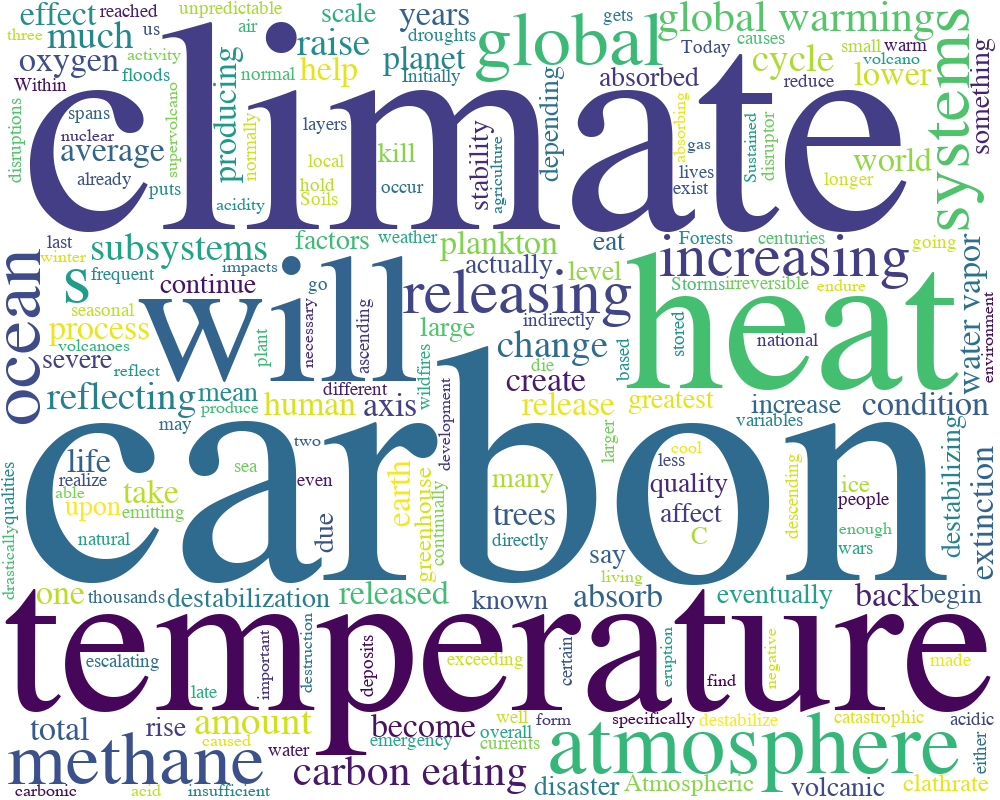 effect
reached
unpredictable
scale
years
gets
global warmings
three
much
air
us
raise
droughts
global
Today
causes
small
warm
systems
something
oxygen
activity
planet
cycle
volcano
Within
floods
producing
normal
help
Initially
absorbed
reduce
lower
climate
disruptions
spans
supervolcano
normally
layers
stability
depending
absorbing
Sustained
disruptor
nuclear
agriculture
gas
average
local
kill
lives
world
already
puts
hold
occur
exist
longer
acidity
Soils
last
subsystems
factors
weather
plankton
eat
Forests
centuries
going
winter
ocean
s
frequent
impacts
actually
level
increasing
water vapor
environment
continue
will
go
releasing
Storms
irreversible
endure
heat
seasonal
necessary
ascending
process
plant
large
indirectly
stored
national
volcanoes
severe
reflect
wildfires
change
die
based
different
create
reflecting
mean
human
axis
release
greatest
increase
condition
produce
development
variables
may
carbon
two
larger
cool
destabilizing
life
sea
less
extinction
realize
even
earth
greenhouse
continually
many
quality
descending
ice
drastically
qualities
able
take
people
upon
emitting
trees
affect
enough
natural
due
directly
C
wars
say
living
one
thousands
destabilization
released
known
absorb
eventually
back
begin
temperature
escalating
important
destruction
deposits
exceeding
certain
eruption
negative
made
late
find
total
rise
amount
become
well
form
specifically
destabilize
catastrophic
acidic
caused
emergency
overall
currents
atmosphere
either
methane
water
carbon eating
disaster
Atmospheric
volcanic
clathrate
carbonic
acid
insufficient